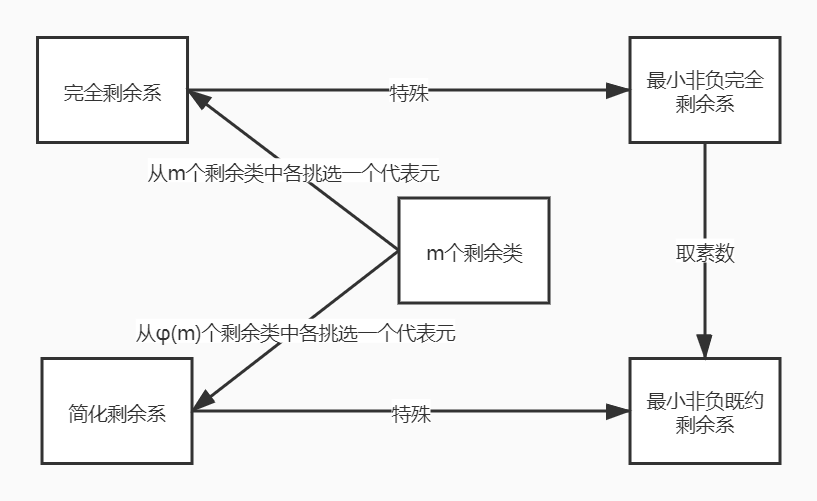 完全剩余系
特殊
最小非负完全
剩余系
从m个剩余类中各挑选一个代表元
m个剩余类
取素数
从φ(m)个剩余类中各挑选一个代表元
简化剩余系
特殊
最小非负既约
剩余系